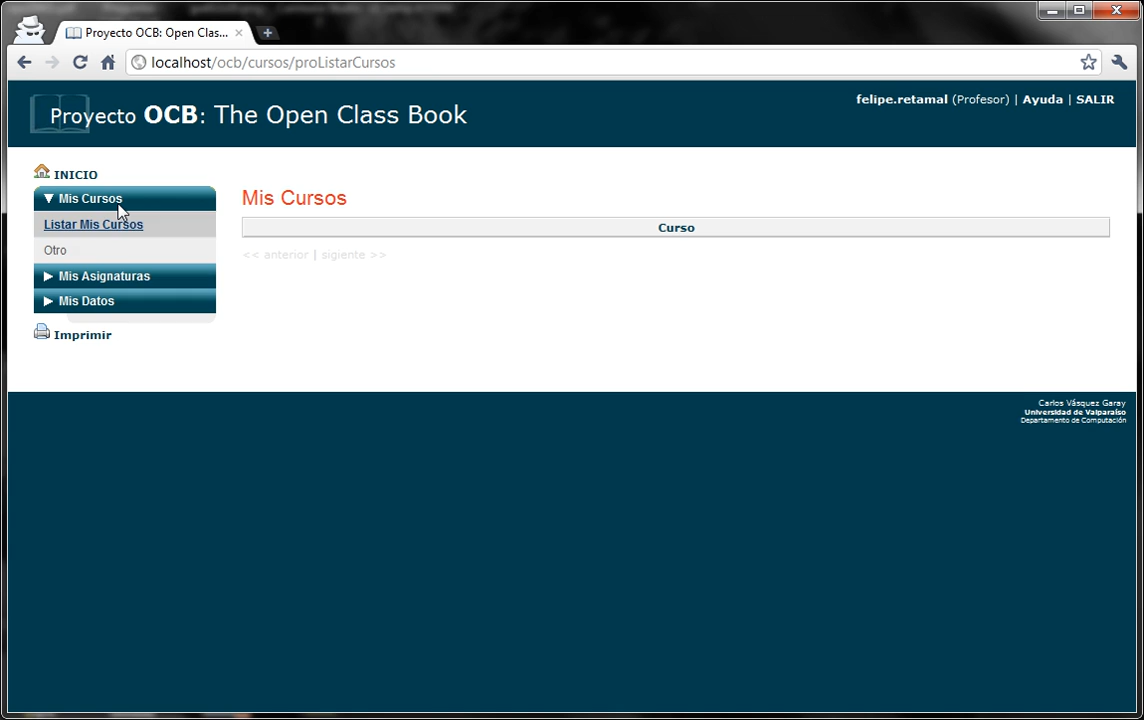 Proyecto OCB: Open Clas...
localhost/ocb/cursos/proListarCursos
Proyecto OCB: The Open Class Book
felipe.retamal (Profesor) | Ayuda | SALIR
INICIO
Mis Cursos
Listar Mis Cursos
Otro
Mis Asignaturas
Mis Datos
Imprimir
Mis Cursos
Curso
<< anterior | sigiente >>
Carlos Vásquez Garay
Universidad de Valparaíso
Departamento de Computación